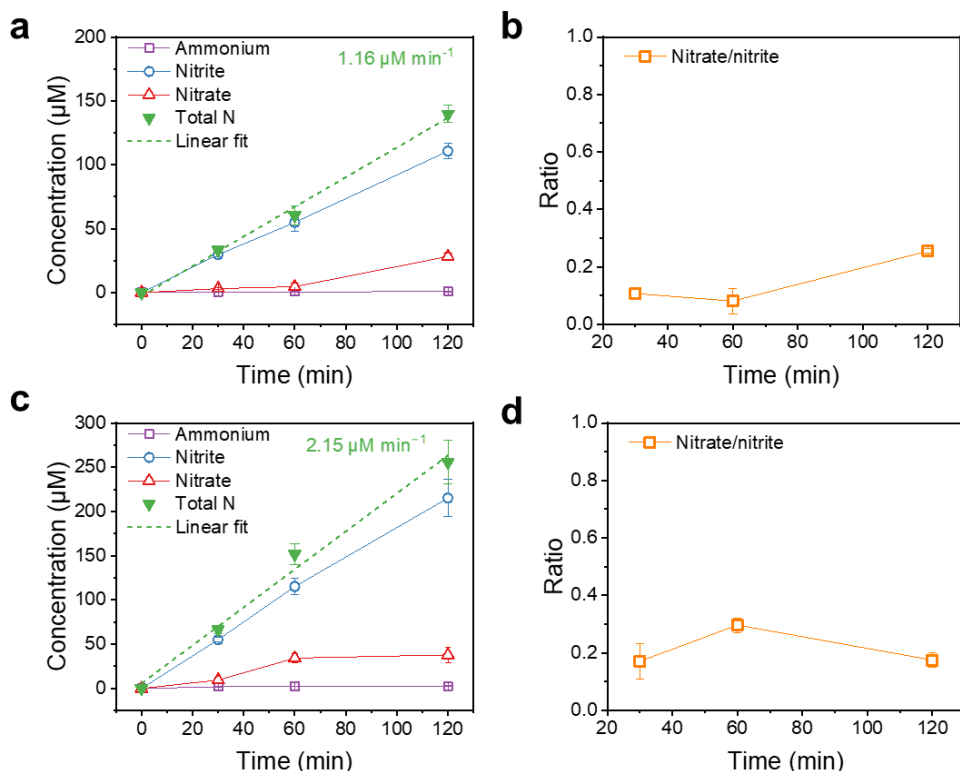 a
200
150
100
50
0
Concentration (µM)
Ammonium
Nitrite
Nitrate
Total N
Linear fit
1.16 µM min⁻¹
0 20 40 60 80 100 120
Time (min)
b
1.0
0.8
0.6
0.4
0.2
0.0
Ratio
Nitrate/nitrite
20 40 60 80 100 120
Time (min)
c
300
250
200
150
100
50
0
Concentration (µM)
Ammonium
Nitrite
Nitrate
Total N
Linear fit
2.15 µM min⁻¹
0 20 40 60 80 100 120
Time (min)
d
1.0
0.8
0.6
0.4
0.2
0.0
Ratio
Nitrate/nitrite
20 40 60 80 100 120
Time (min)